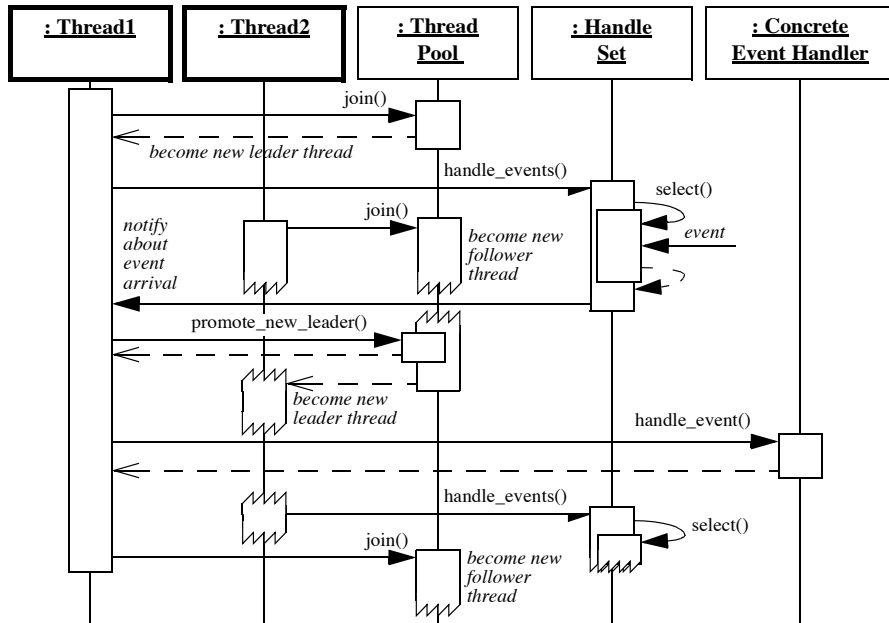 : Thread1
: Thread2
: Thread
Pool
: Handle
Set
: Concrete
Event Handler
join()
become new leader thread
handle_events()
select()
notify
about
event
arrival
join()
become new
follower
thread
event
promote_new_leader()
become new
leader thread
handle_event()
handle_events()
select()
join()
become new
follower
thread